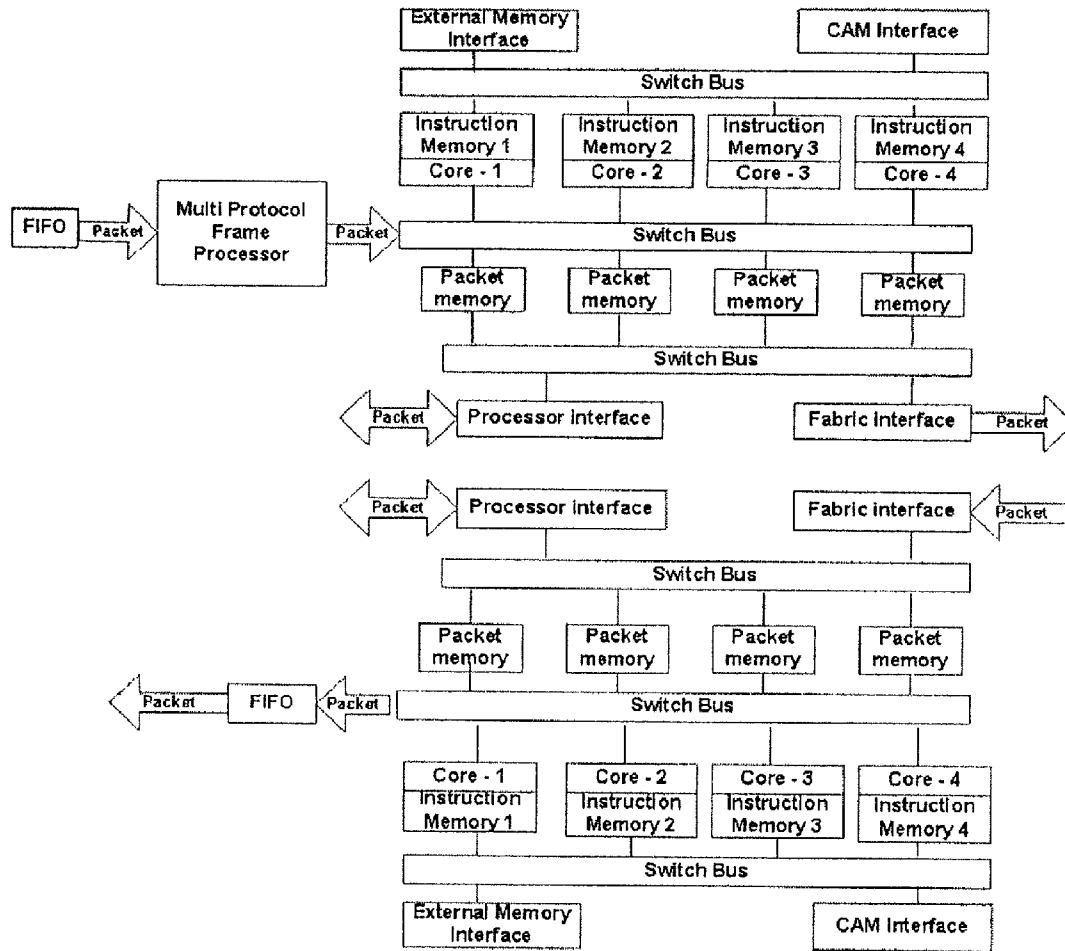 External Memory
Interface
CAM Interface
Switch Bus
Instruction
Memory 1
Core - 1
Instruction
Memory 2
Core - 2
Instruction
Memory 3
Core - 3
Instruction
Memory 4
Core - 4
FIFO
Packet
Multi Protocol
Frame
Processor
Packet
Switch Bus
Packet
memory
Packet
memory
Packet
memory
Packet
memory
Switch Bus
Packet
Processor interface
Fabric interface
Packet
Packet
Processor interface
Fabric interface
Packet
Switch Bus
Packet
memory
Packet
memory
Packet
memory
Packet
memory
Packet
FIFO
Packet
Switch Bus
Core - 1
Instruction
Memory 1
Core - 2
Instruction
Memory 2
Core - 3
Instruction
Memory 3
Core - 4
Instruction
Memory 4
Switch Bus
External Memory
Interface
CAM Interface